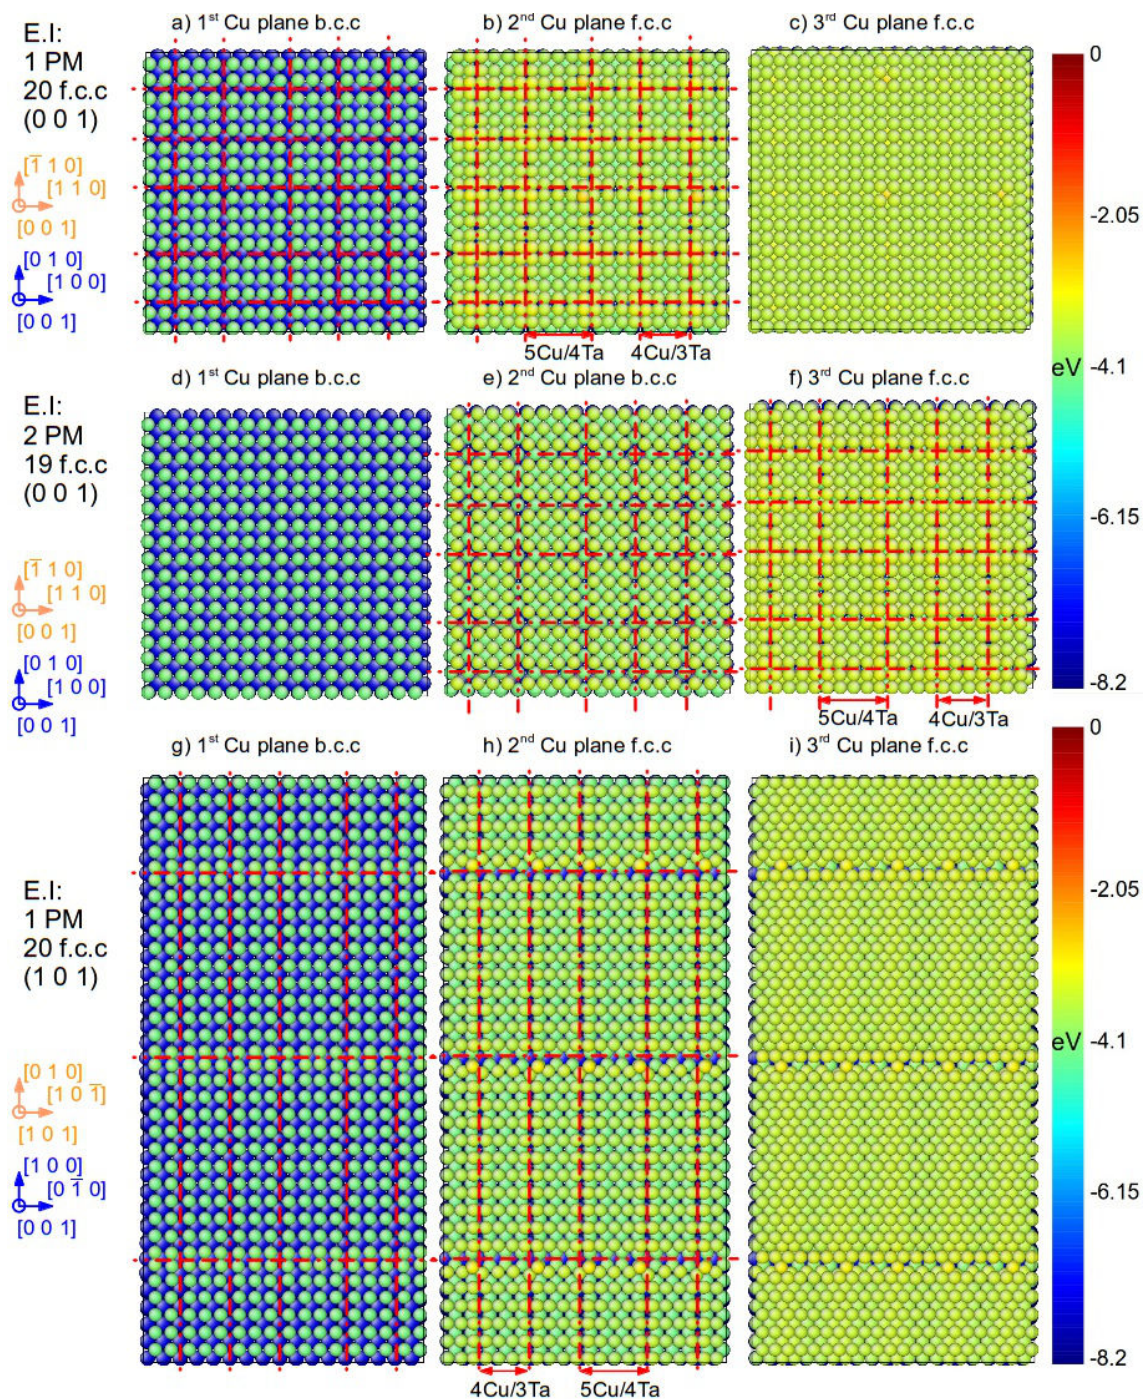 a) 1st Cu plane b.c.c
b) 2nd Cu plane f.c.c
c) 3rd Cu plane f.c.c
E.I:
1 PM
20 f.c.c
(0 0 1)
[1̅ 1 0]
[1 1 0]
[0 0 1]
[0 1 0]
[1 0 0]
[0 0 1]
5Cu/4Ta
4Cu/3Ta
0
-2.05
eV
-4.1
-6.15
-8.2
d) 1st Cu plane b.c.c
e) 2nd Cu plane b.c.c
f) 3rd Cu plane f.c.c
E.I:
2 PM
19 f.c.c
(0 0 1)
[1̅ 1 0]
[1 1 0]
[0 0 1]
[0 1 0]
[1 0 0]
[0 0 1]
5Cu/4Ta
4Cu/3Ta
g) 1st Cu plane b.c.c
h) 2nd Cu plane f.c.c
i) 3rd Cu plane f.c.c
E.I:
1 PM
20 f.c.c
(1 0 1)
[0 1 0]
[1 0 1̅]
[1 0 1]
[1 0 0]
[0 1̅ 0]
[0 0 1]
4Cu/3Ta
5Cu/4Ta
0
-2.05
eV
-4.1
-6.15
-8.2